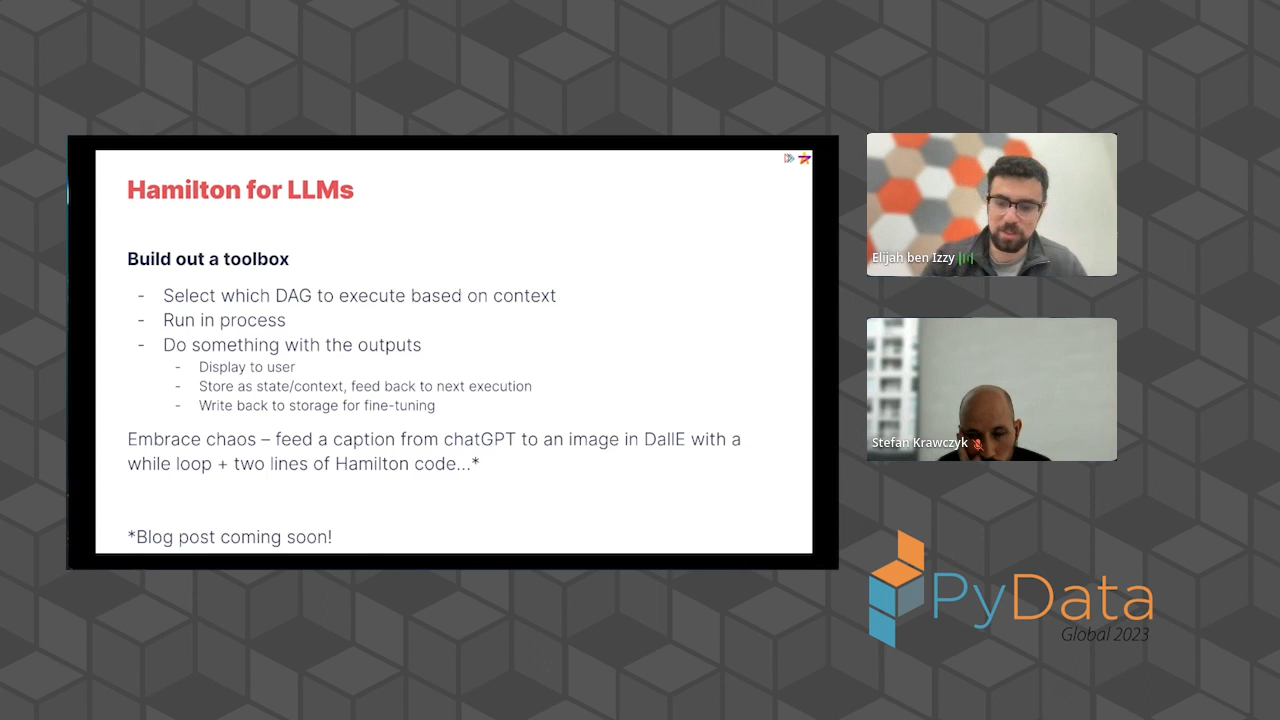 Hamilton for LLMs
Build out a toolbox
- Select which DAG to execute based on context
- Run in process
- Do something with the outputs
- Display to user
- Store as state/context, feed back to next execution
- Write back to storage for fine-tuning
Embrace chaos – feed a caption from chatGPT to an image in DallE with a
while loop + two lines of Hamilton code...*
*Blog post coming soon!
Elijah ben Izzy
Stefan Krawczyk
PyData
Global 2023